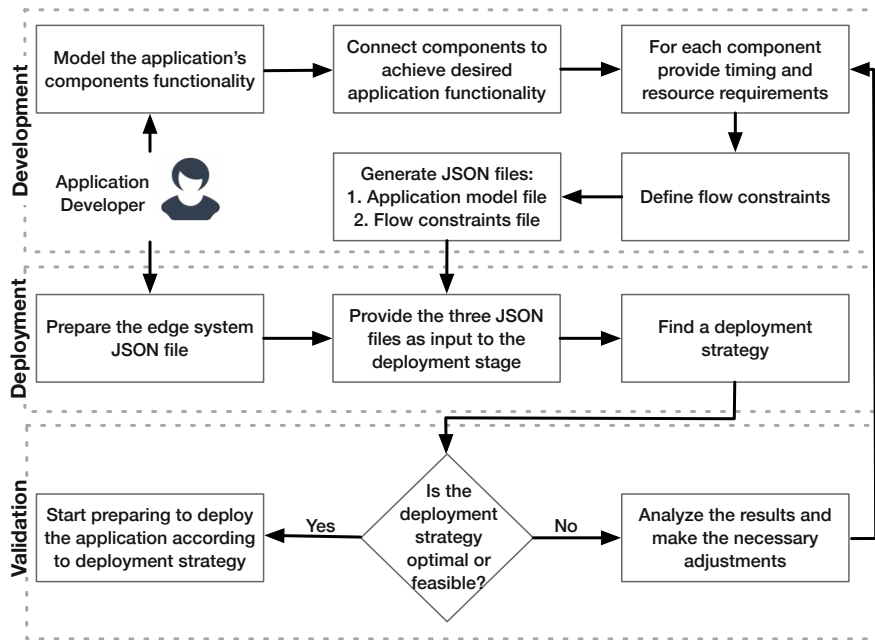 Development
Model the application's
components functionality
Connect components to
achieve desired
application functionality
For each component
provide timing and
resource requirements
Application
Developer
Generate JSON files:
1. Application model file
2. Flow constraints file
Define flow constraints
Deployment
Prepare the edge system
JSON file
Provide the three JSON
files as input to the
deployment stage
Find a deployment
strategy
Validation
Start preparing to deploy
the application according
to deployment strategy
Yes
Is the
deployment
strategy
optimal or
feasible?
No
Analyze the results and
make the necessary
adjustments